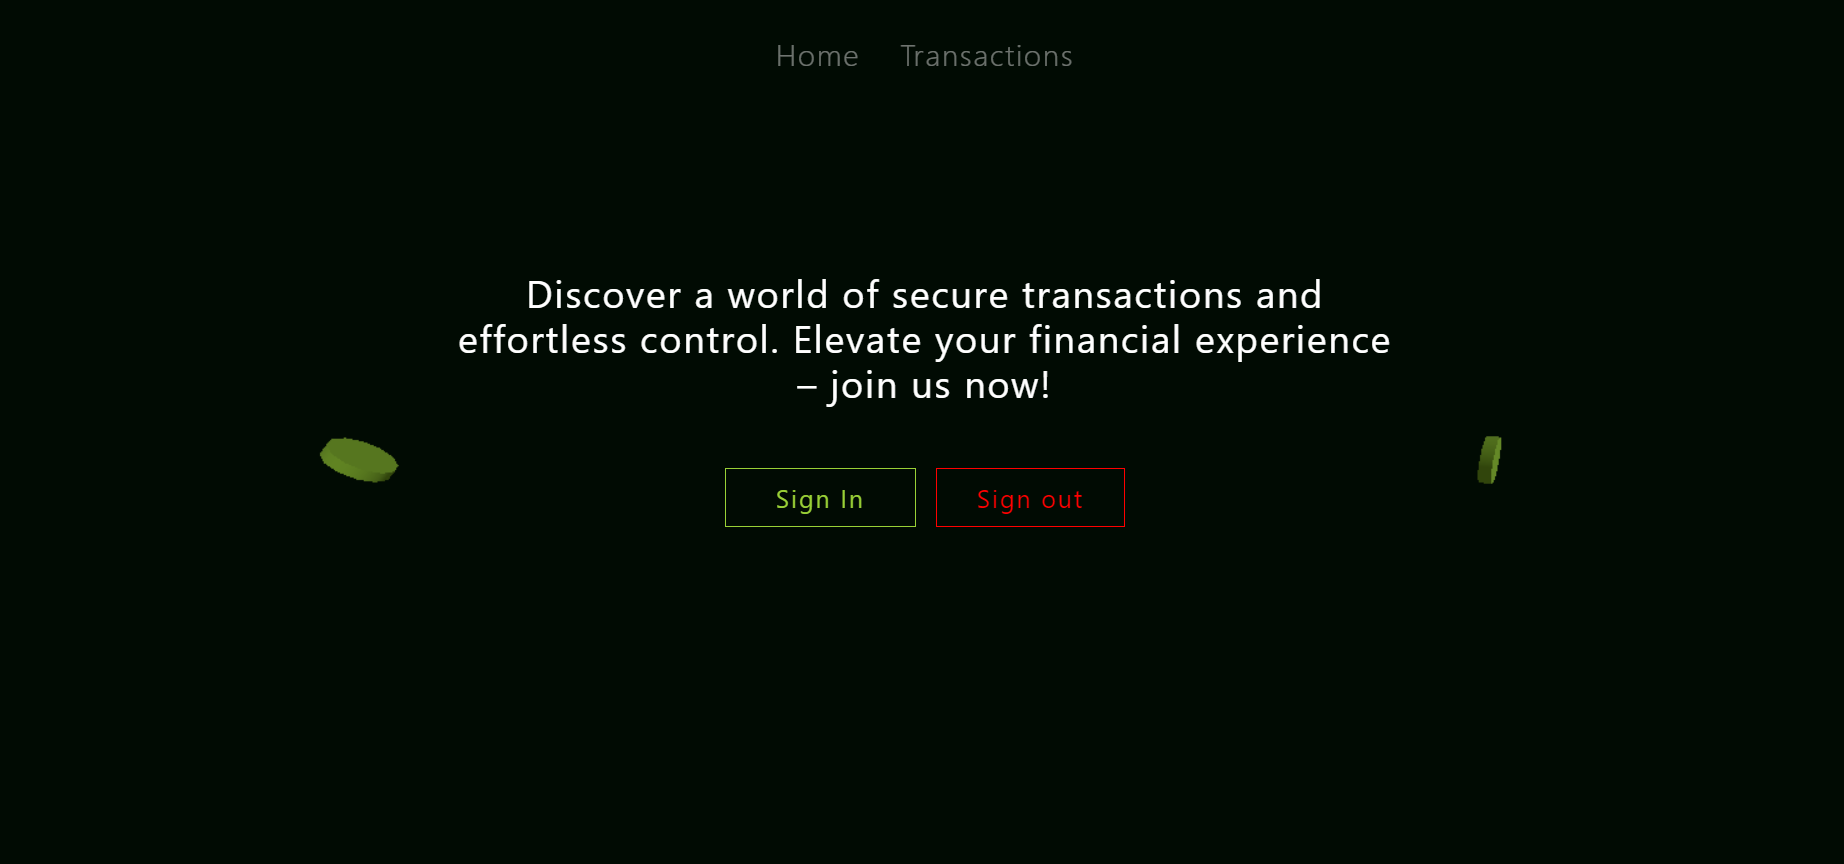 Home Transactions
Discover a world of secure transactions and
effortless control. Elevate your financial experience
– join us now!
Sign In Sign out